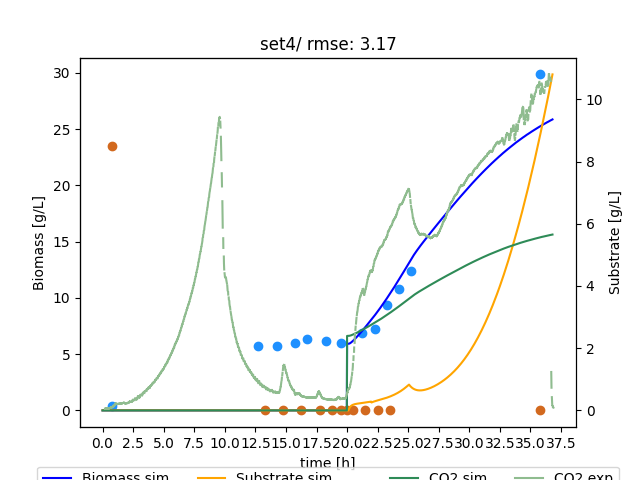 set4/ rmse: 3.17
30
25
20
15
10
5
0
Biomass [g/L]
10
8
6
4
2
0
Substrate [g/L]
0.0 2.5 5.0 7.5 10.0 12.5 15.0 17.5 20.0 22.5 25.0 27.5 30.0 32.5 35.0 37.5
time [h]
Biomass sim Substrate sim CO2 sim CO2 exp